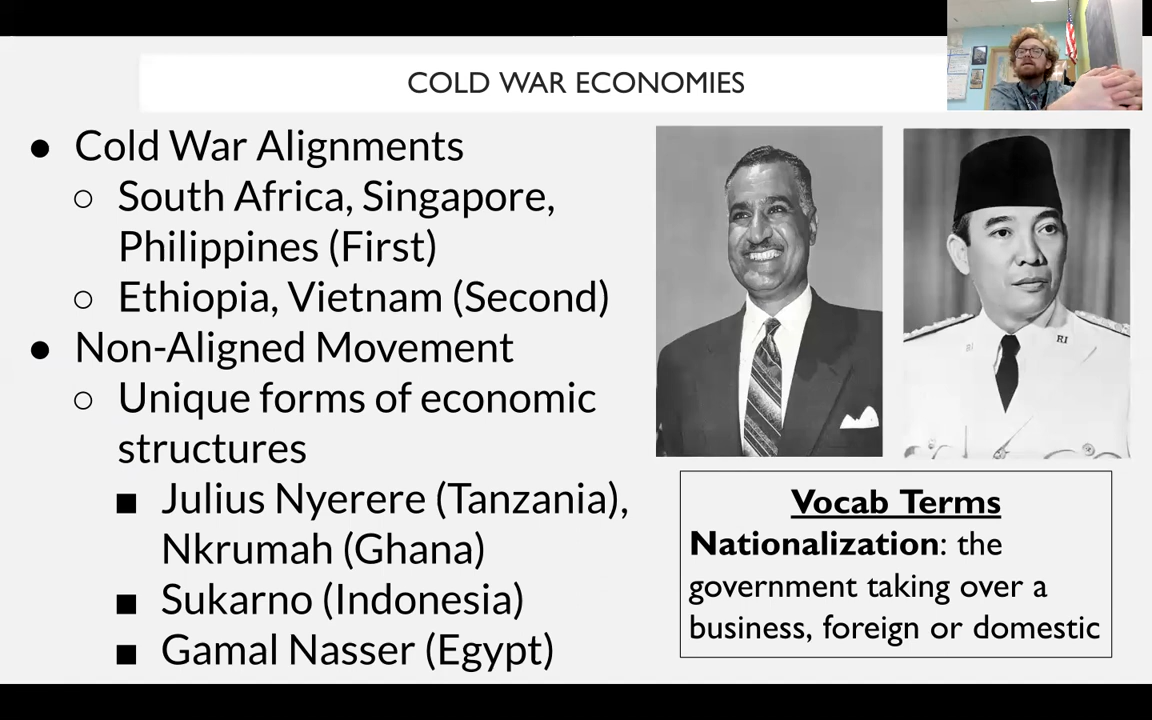 COLD WAR ECONOMIES
● Cold War Alignments
○ South Africa, Singapore,
Philippines (First)
○ Ethiopia, Vietnam (Second)
● Non-Aligned Movement
○ Unique forms of economic
structures
■ Julius Nyerere (Tanzania),
Nkrumah (Ghana)
■ Sukarno (Indonesia)
■ Gamal Nasser (Egypt)
RI
Vocab Terms
Nationalization: the
government taking over a
business, foreign or domestic